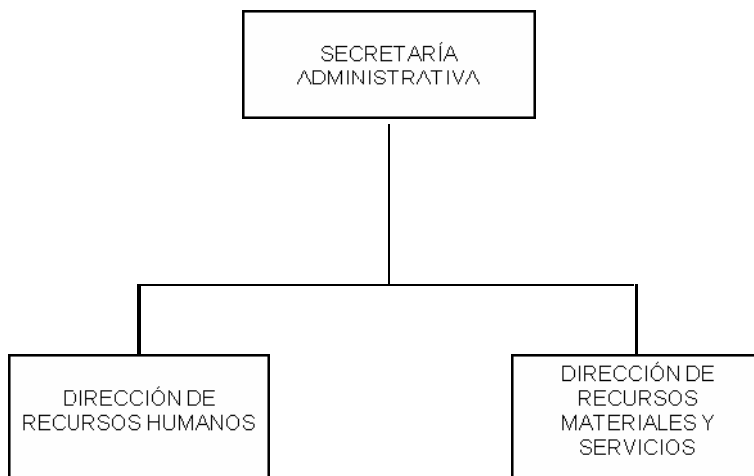 SECRETARÍA
ADMINISTRATIVA
DIRECCIÓN DE
RECURSOS HUMANOS
DIRECCIÓN DE
RECURSOS
MATERIALES Y
SERVICIOS